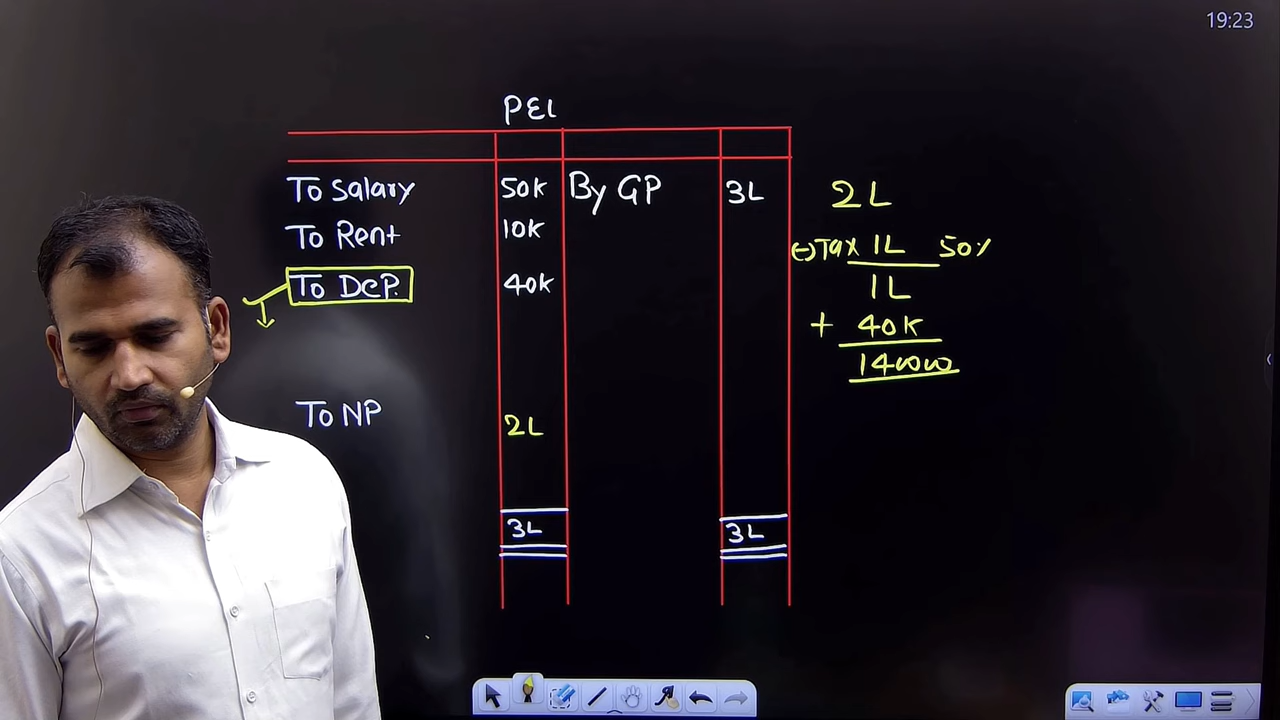 19:23
P&L
To Salary 50K By GP 3L
To Rent 10K
To Dep. 40K
To NP 2L
3L 3L
2L
(-) Tax 1L 50%
1L
+ 40K
140000